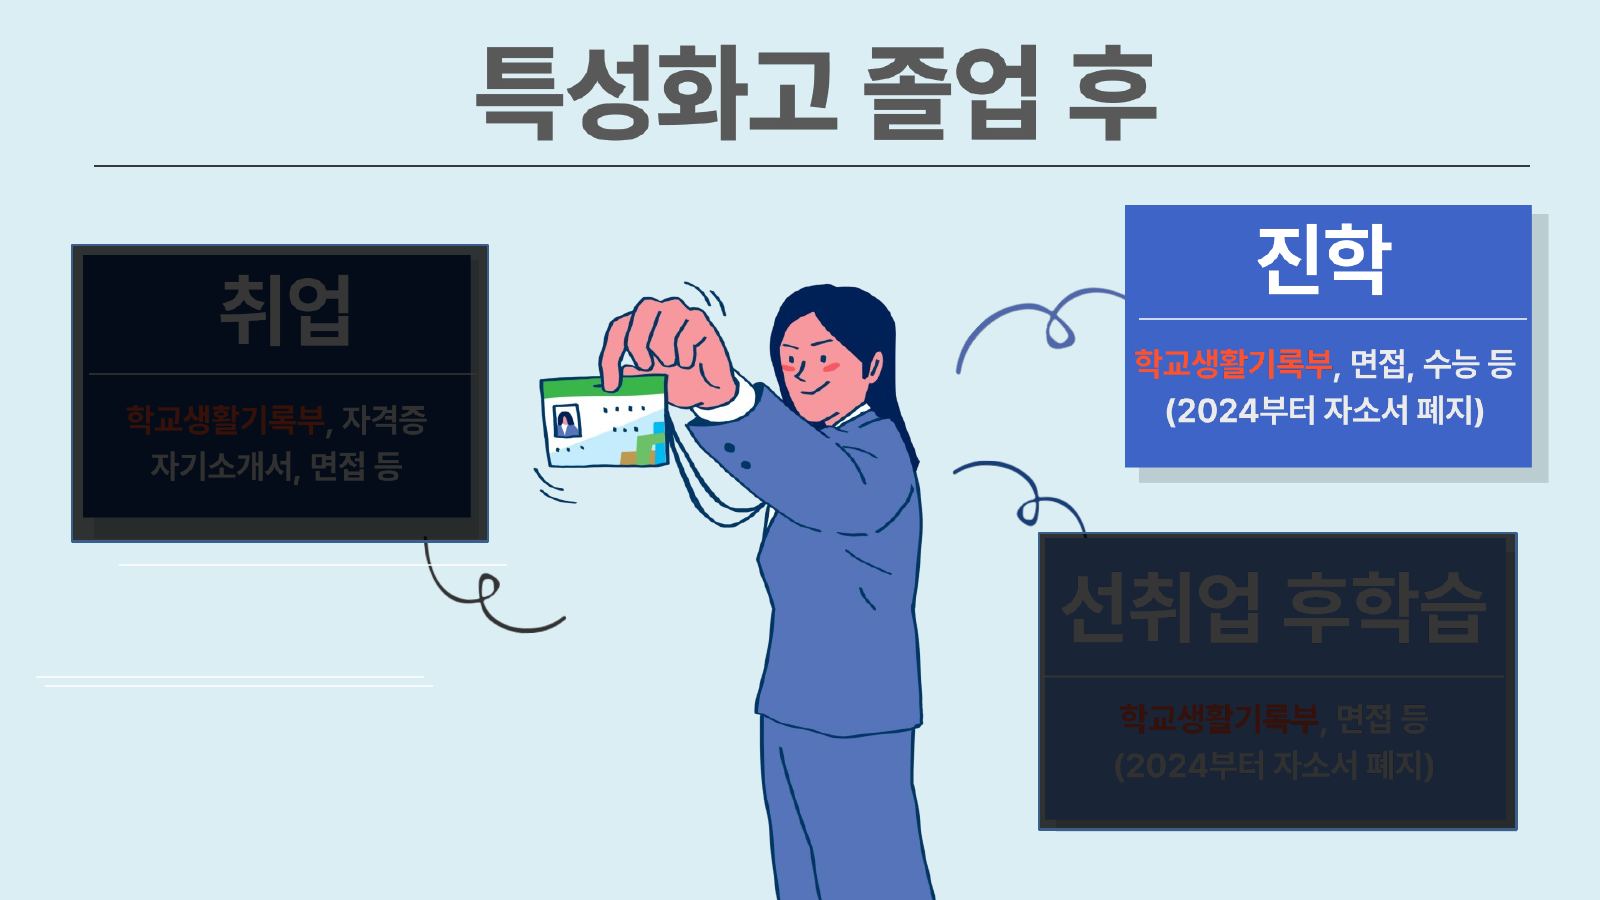 특성화고 졸업 후
취업
학교생활기록부, 자격증
자기소개서, 면접 등
진학
학교생활기록부, 면접, 수능 등
(2024부터 자소서 폐지)
선취업 후학습
학교생활기록부, 면접 등
(2024부터 자소서 폐지)